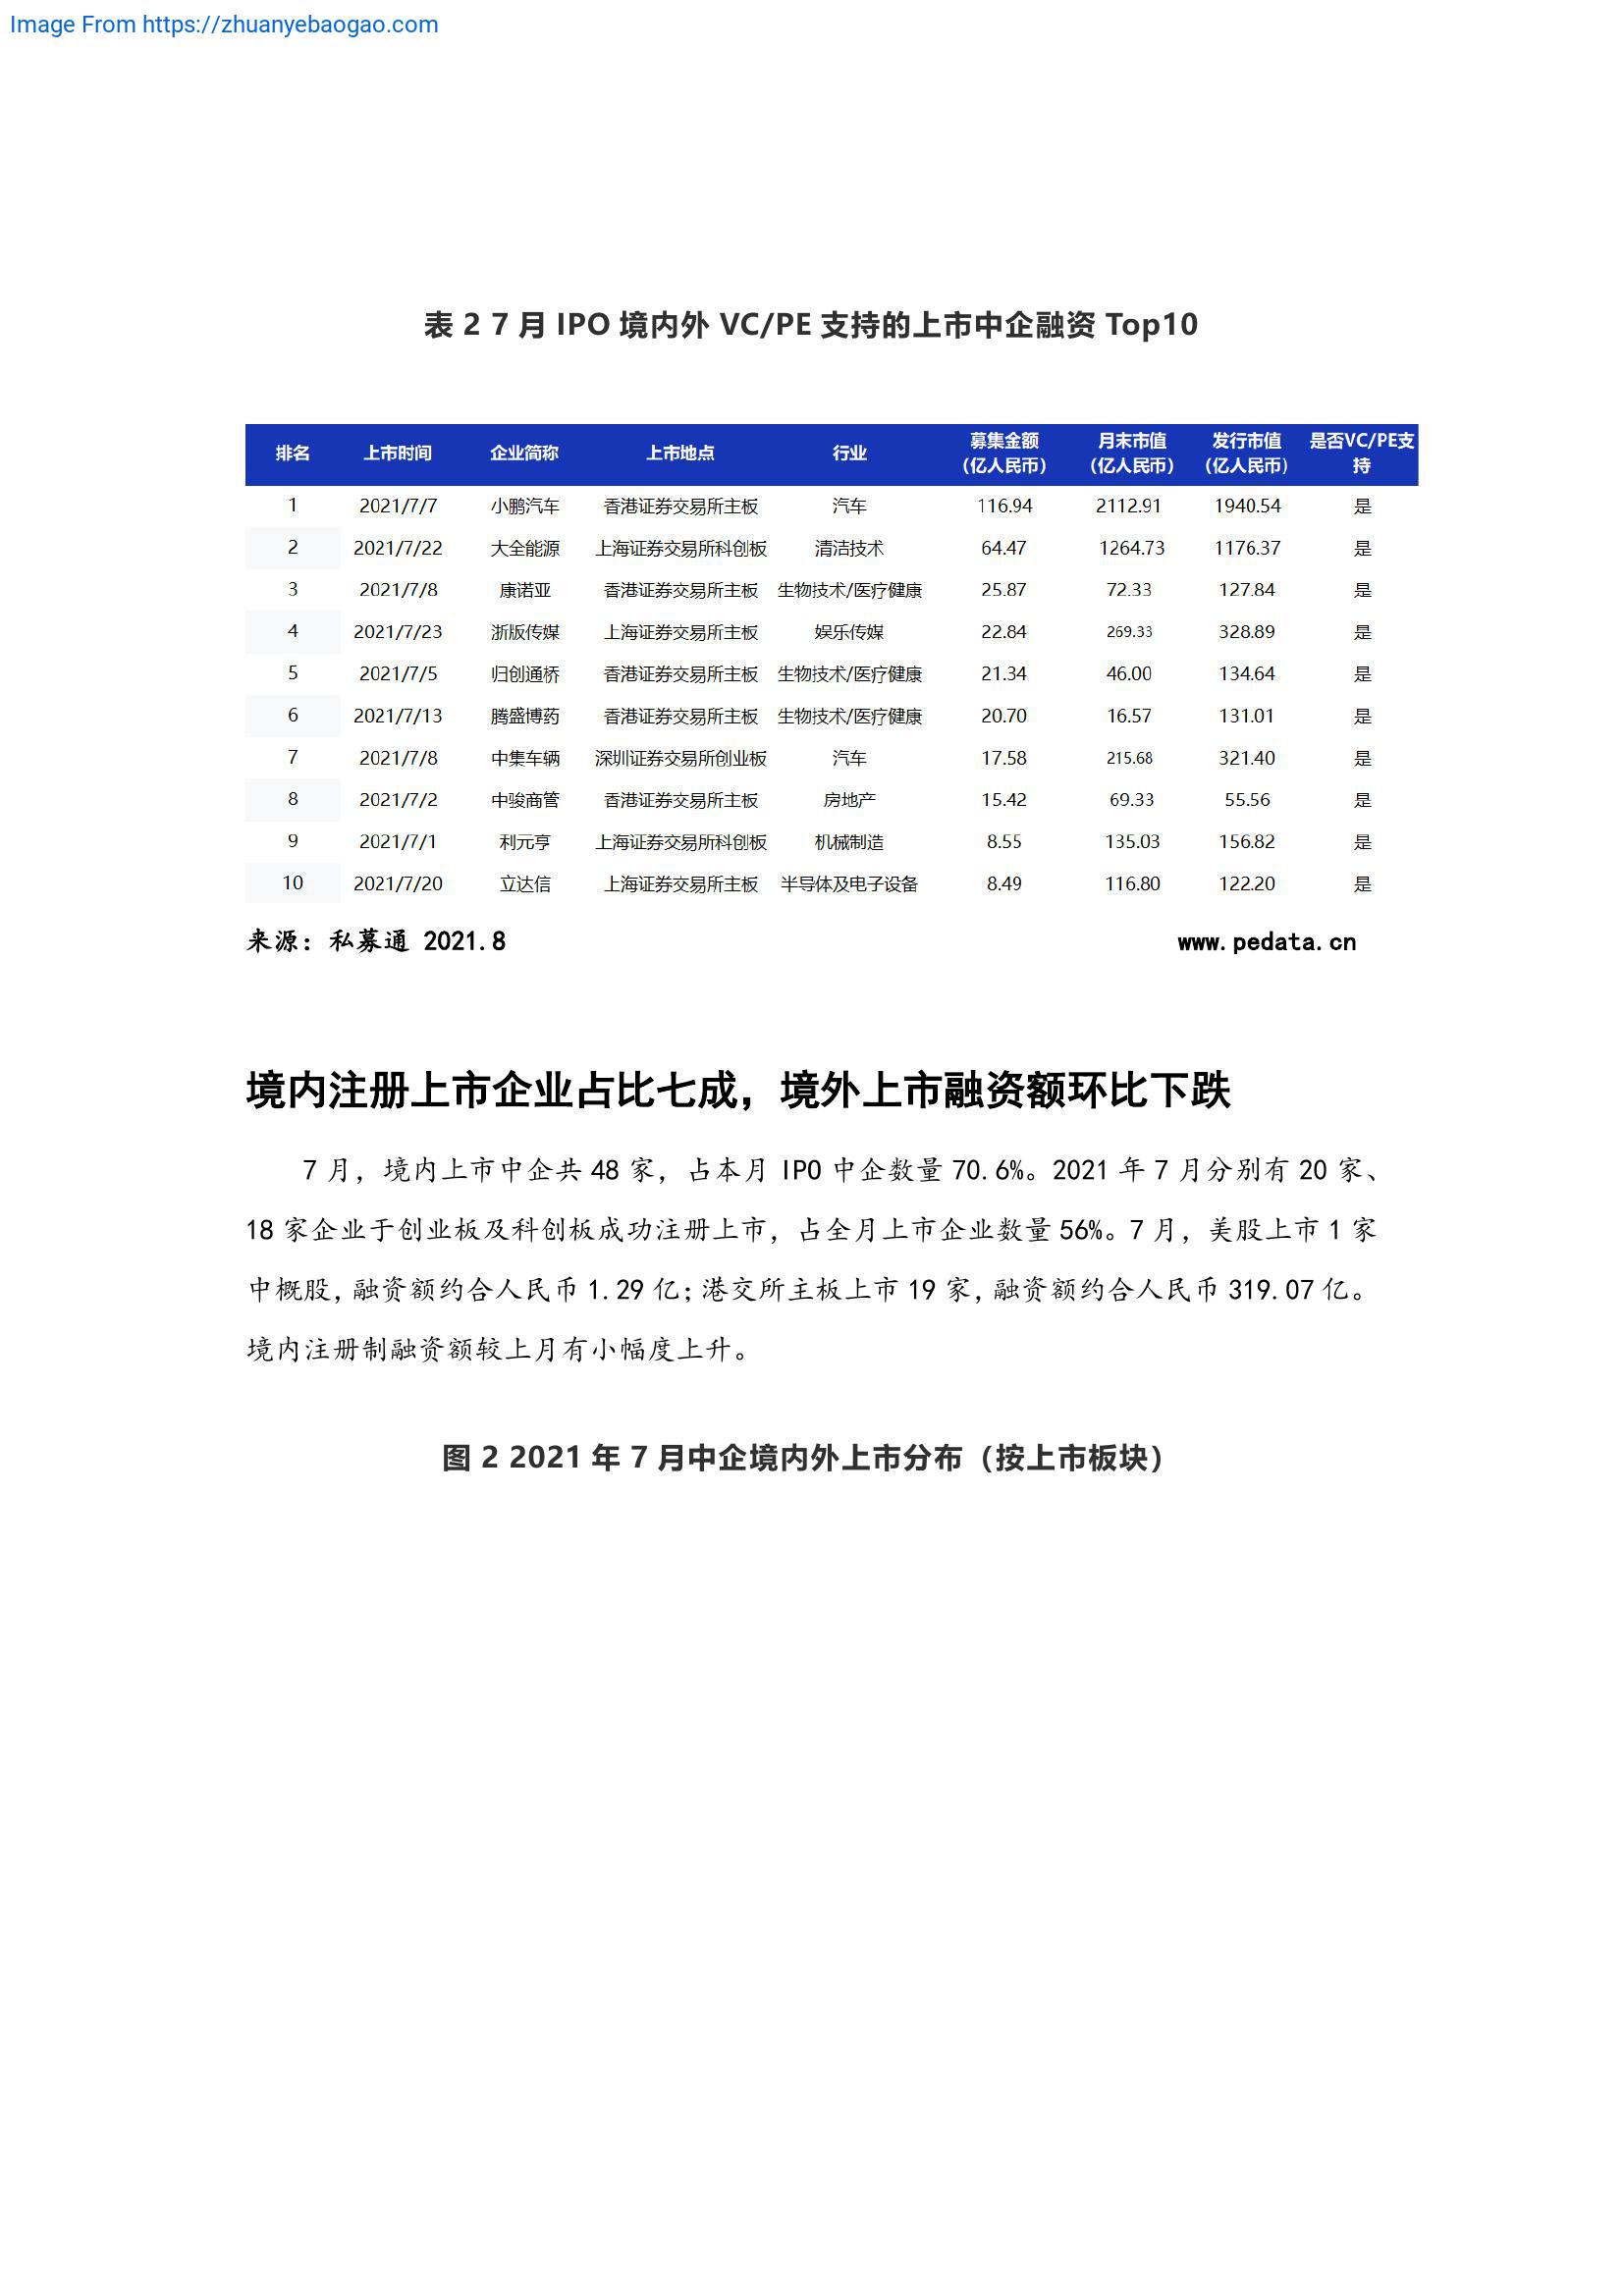 Image From https://zhuanyebaogao.com
表 2 7 月 IPO 境内外 VC/PE 支持的上市中企融资 Top10
排名 上市时间 企业简称 上市地点 行业 募集金额（亿人民币） 月末市值（亿人民币） 发行市值（亿人民币） 是否VC/PE支持
1 2021/7/7 小鹏汽车 香港证券交易所主板 汽车 116.94 2112.91 1940.54 是
2 2021/7/22 大全能源 上海证券交易所科创板 清洁技术 64.47 1264.73 1176.37 是
3 2021/7/8 康诺亚 香港证券交易所主板 生物技术/医疗健康 25.87 72.33 127.84 是
4 2021/7/23 浙版传媒 上海证券交易所主板 娱乐传媒 22.84 269.33 328.89 是
5 2021/7/5 归创通桥 香港证券交易所主板 生物技术/医疗健康 21.34 46.00 134.64 是
6 2021/7/13 腾盛博药 香港证券交易所主板 生物技术/医疗健康 20.70 16.57 131.01 是
7 2021/7/8 中集车辆 深圳证券交易所创业板 汽车 17.58 215.68 321.40 是
8 2021/7/2 中骏商管 香港证券交易所主板 房地产 15.42 69.33 55.56 是
9 2021/7/1 利元亨 上海证券交易所科创板 机械制造 8.55 135.03 156.82 是
10 2021/7/20 立达信 上海证券交易所主板 半导体及电子设备 8.49 116.80 122.20 是
来源：私募通 2021.8 www.pedata.cn
境内注册上市企业占比七成，境外上市融资额环比下跌
7 月，境内上市中企共 48 家，占本月 IPO 中企数量 70.6%。2021 年 7 月分别有 20 家、
18 家企业于创业板及科创板成功注册上市，占全月上市企业数量 56%。7 月，美股上市 1 家
中概股，融资额约合人民币 1.29 亿；港交所主板上市 19 家，融资额约合人民币 319.07 亿。
境内注册制融资额较上月有小幅度上升。
图 2 2021 年 7 月中企境内外上市分布（按上市板块）